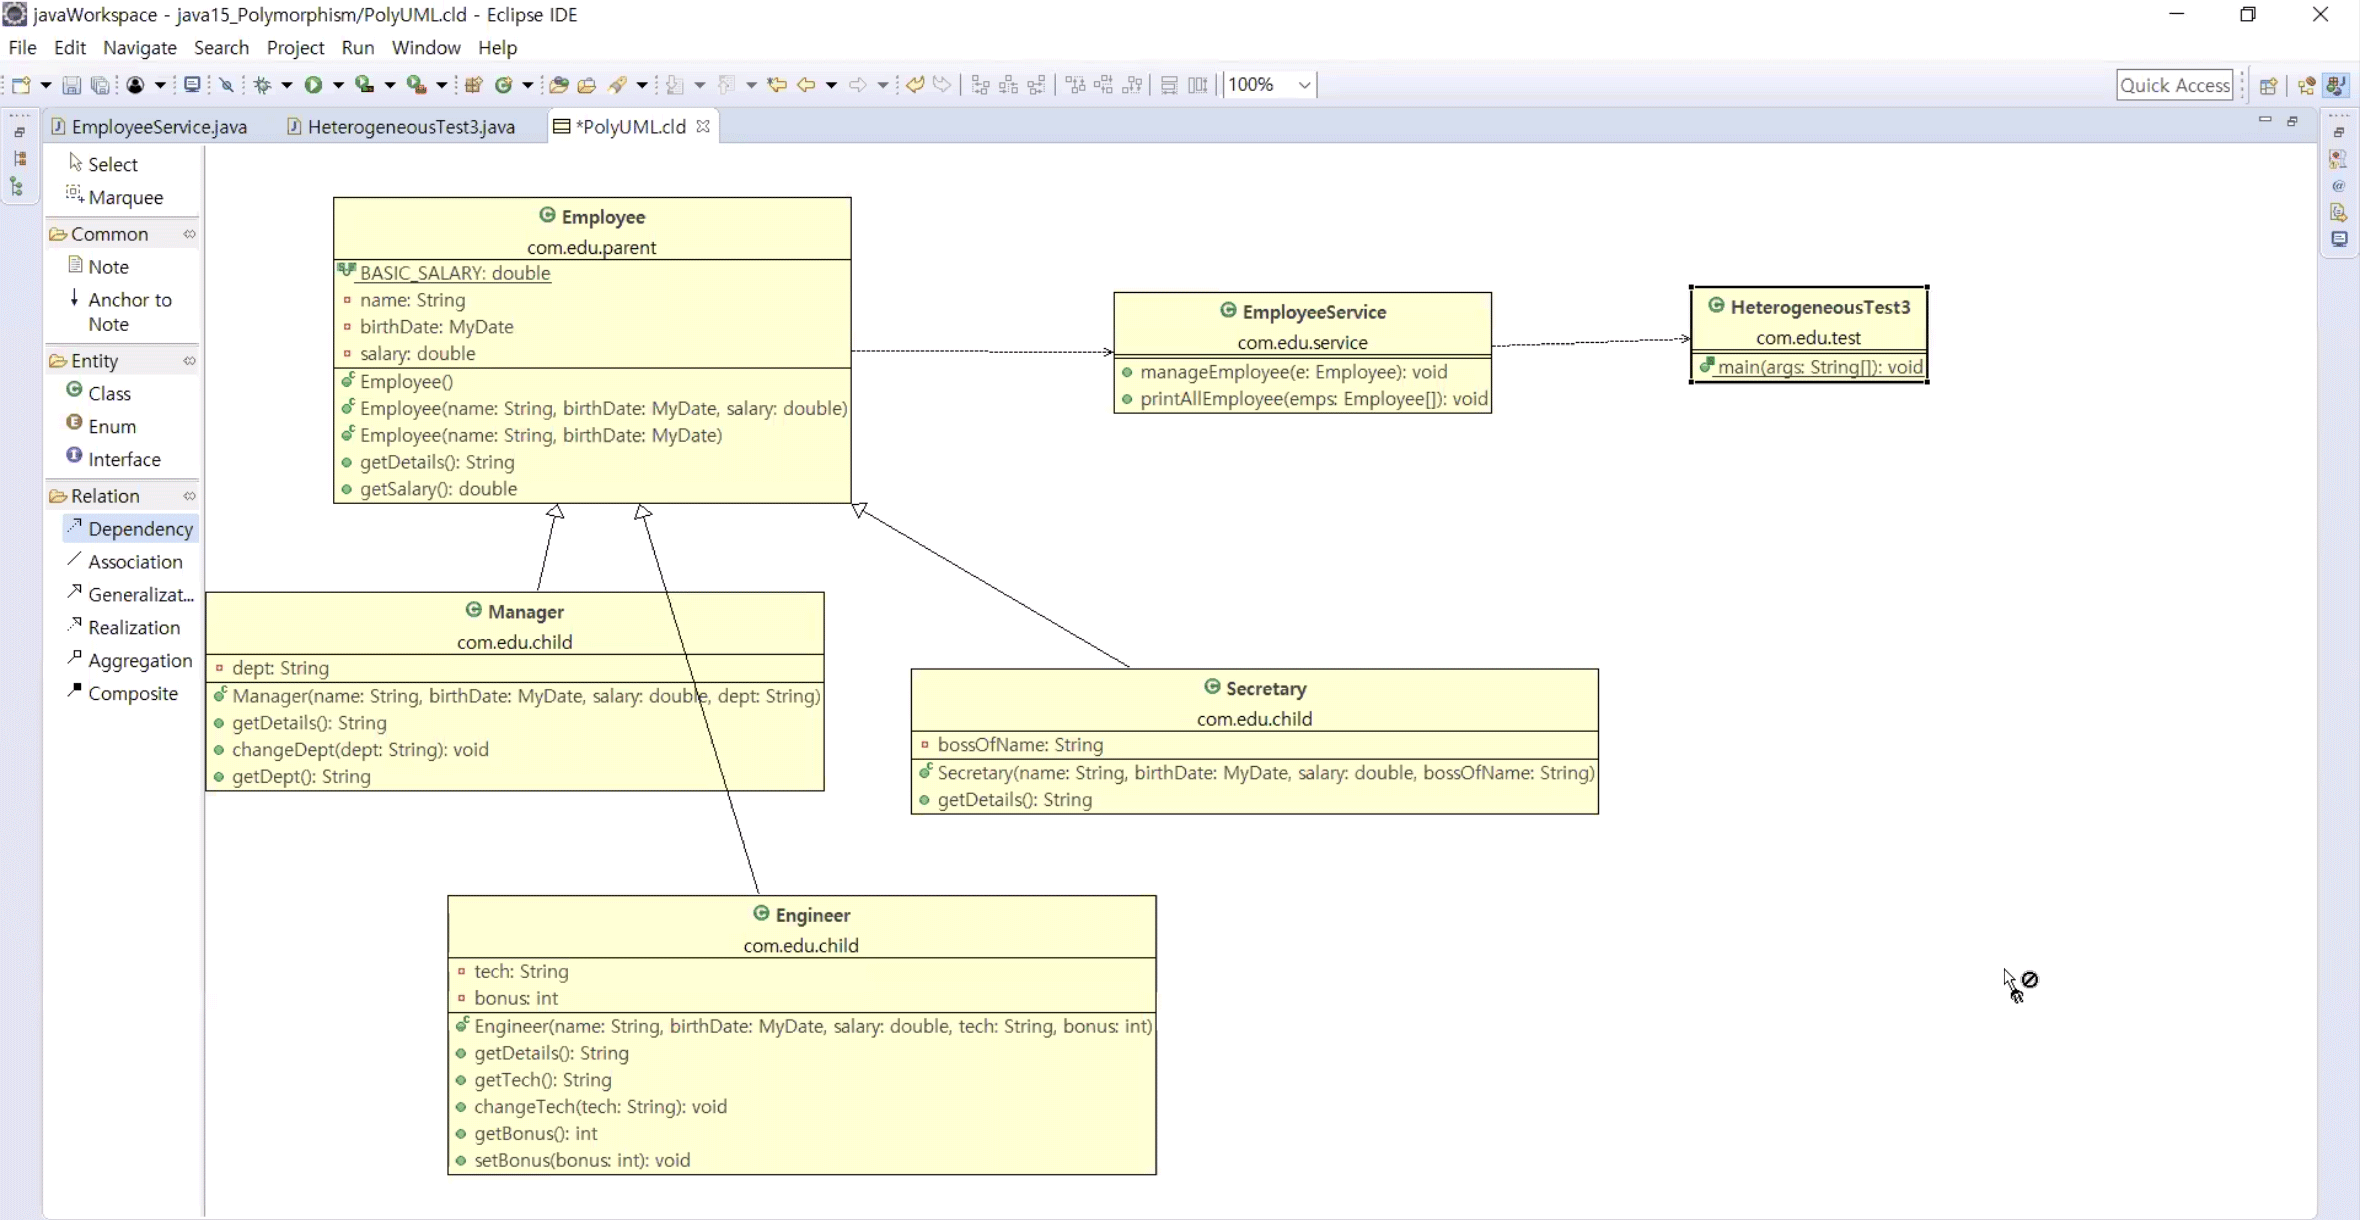 javaWorkspace - java15_Polymorphism/PolyUML.cld - Eclipse IDE
File Edit Navigate Search Project Run Window Help
100%
Quick Access
EmployeeService.java
HeterogeneousTest3.java
*PolyUML.cld
Select
Marquee
Common
Note
Anchor to
Note
Entity
Class
Enum
Interface
Relation
Dependency
Association
Generalizat...
Realization
Aggregation
Composite
Employee
com.edu.parent
BASIC_SALARY: double
name: String
birthDate: MyDate
salary: double
Employee()
Employee(name: String, birthDate: MyDate, salary: double)
Employee(name: String, birthDate: MyDate)
getDetails(): String
getSalary(): double
EmployeeService
com.edu.service
manageEmployee(e: Employee): void
printAllEmployee(emps: Employee[]): void
HeterogeneousTest3
com.edu.test
main(args: String[]): void
Manager
com.edu.child
dept: String
Manager(name: String, birthDate: MyDate, salary: double, dept: String)
getDetails(): String
changeDept(dept: String): void
getDept(): String
Secretary
com.edu.child
bossOfName: String
Secretary(name: String, birthDate: MyDate, salary: double, bossOfName: String)
getDetails(): String
Engineer
com.edu.child
tech: String
bonus: int
Engineer(name: String, birthDate: MyDate, salary: double, tech: String, bonus: int)
getDetails(): String
getTech(): String
changeTech(tech: String): void
getBonus(): int
setBonus(bonus: int): void